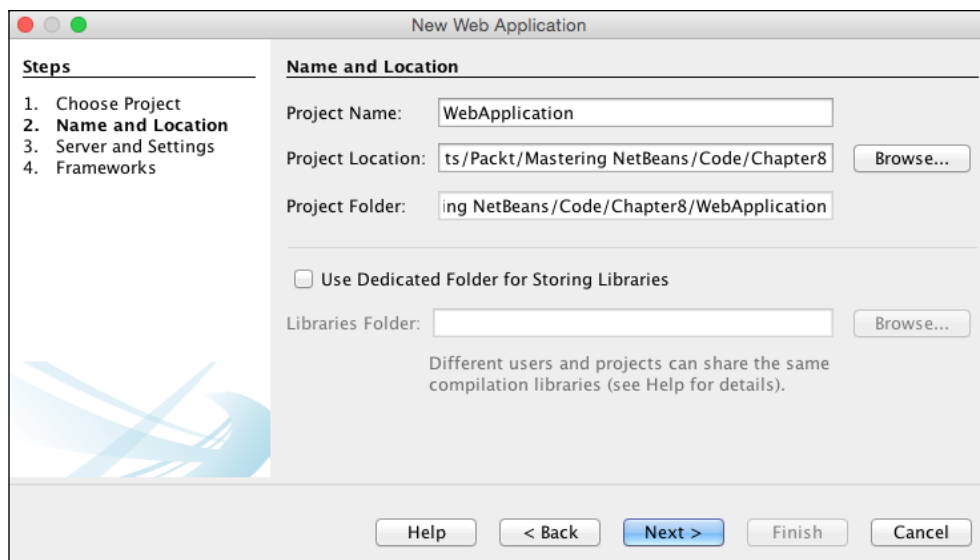 New Web Application
Steps
1. Choose Project
2. Name and Location
3. Server and Settings
4. Frameworks
Name and Location
Project Name: WebApplication
Project Location: ts/Packt/Mastering NetBeans/Code/Chapter8 Browse...
Project Folder: ing NetBeans/Code/Chapter8/WebApplication
Use Dedicated Folder for Storing Libraries
Libraries Folder: Browse...
Different users and projects can share the same
compilation libraries (see Help for details).
Help < Back Next > Finish Cancel